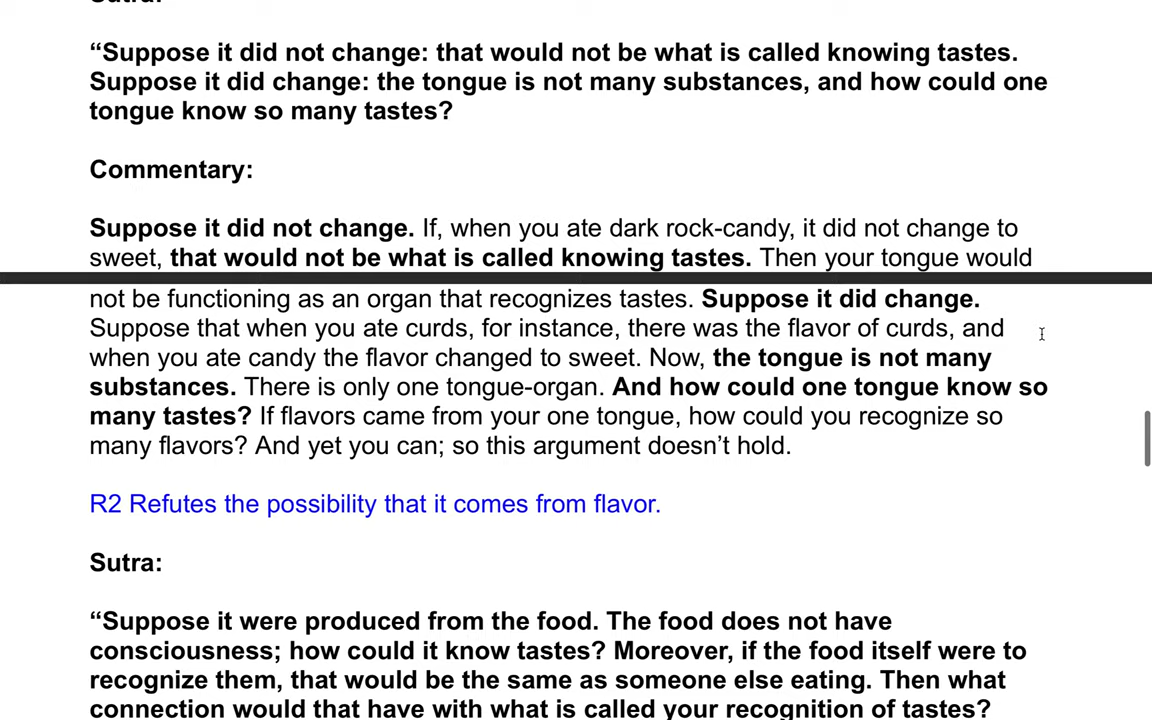 Sutra:
“Suppose it did not change: that would not be what is called knowing tastes.
Suppose it did change: the tongue is not many substances, and how could one
tongue know so many tastes?
Commentary:
Suppose it did not change. If, when you ate dark rock-candy, it did not change to
sweet, that would not be what is called knowing tastes. Then your tongue would
not be functioning as an organ that recognizes tastes. Suppose it did change.
Suppose that when you ate curds, for instance, there was the flavor of curds, and
when you ate candy the flavor changed to sweet. Now, the tongue is not many
substances. There is only one tongue-organ. And how could one tongue know so
many tastes? If flavors came from your one tongue, how could you recognize so
many flavors? And yet you can; so this argument doesn’t hold.
R2 Refutes the possibility that it comes from flavor.
Sutra:
“Suppose it were produced from the food. The food does not have
consciousness; how could it know tastes? Moreover, if the food itself were to
recognize them, that would be the same as someone else eating. Then what
connection would that have with what is called your recognition of tastes?